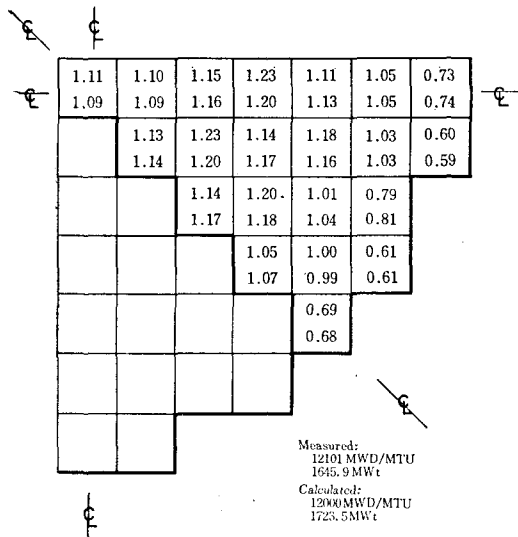 ℄ ℄
1.11 1.10 1.15 1.23 1.11 1.05 0.73
℄ 1.09 1.09 1.16 1.20 1.13 1.05 0.74 ℄
1.13 1.23 1.14 1.18 1.03 0.60
1.14 1.20 1.17 1.16 1.03 0.59
1.14 1.20 1.01 0.79
1.17 1.18 1.04 0.81
1.05 1.00 0.61
1.07 0.99 0.61
0.69
0.68
℄
Measured:
12101 MWD/MTU
1645.9 MWt
Calculated:
12000 MWD/MTU
1723.5 MWt
℄